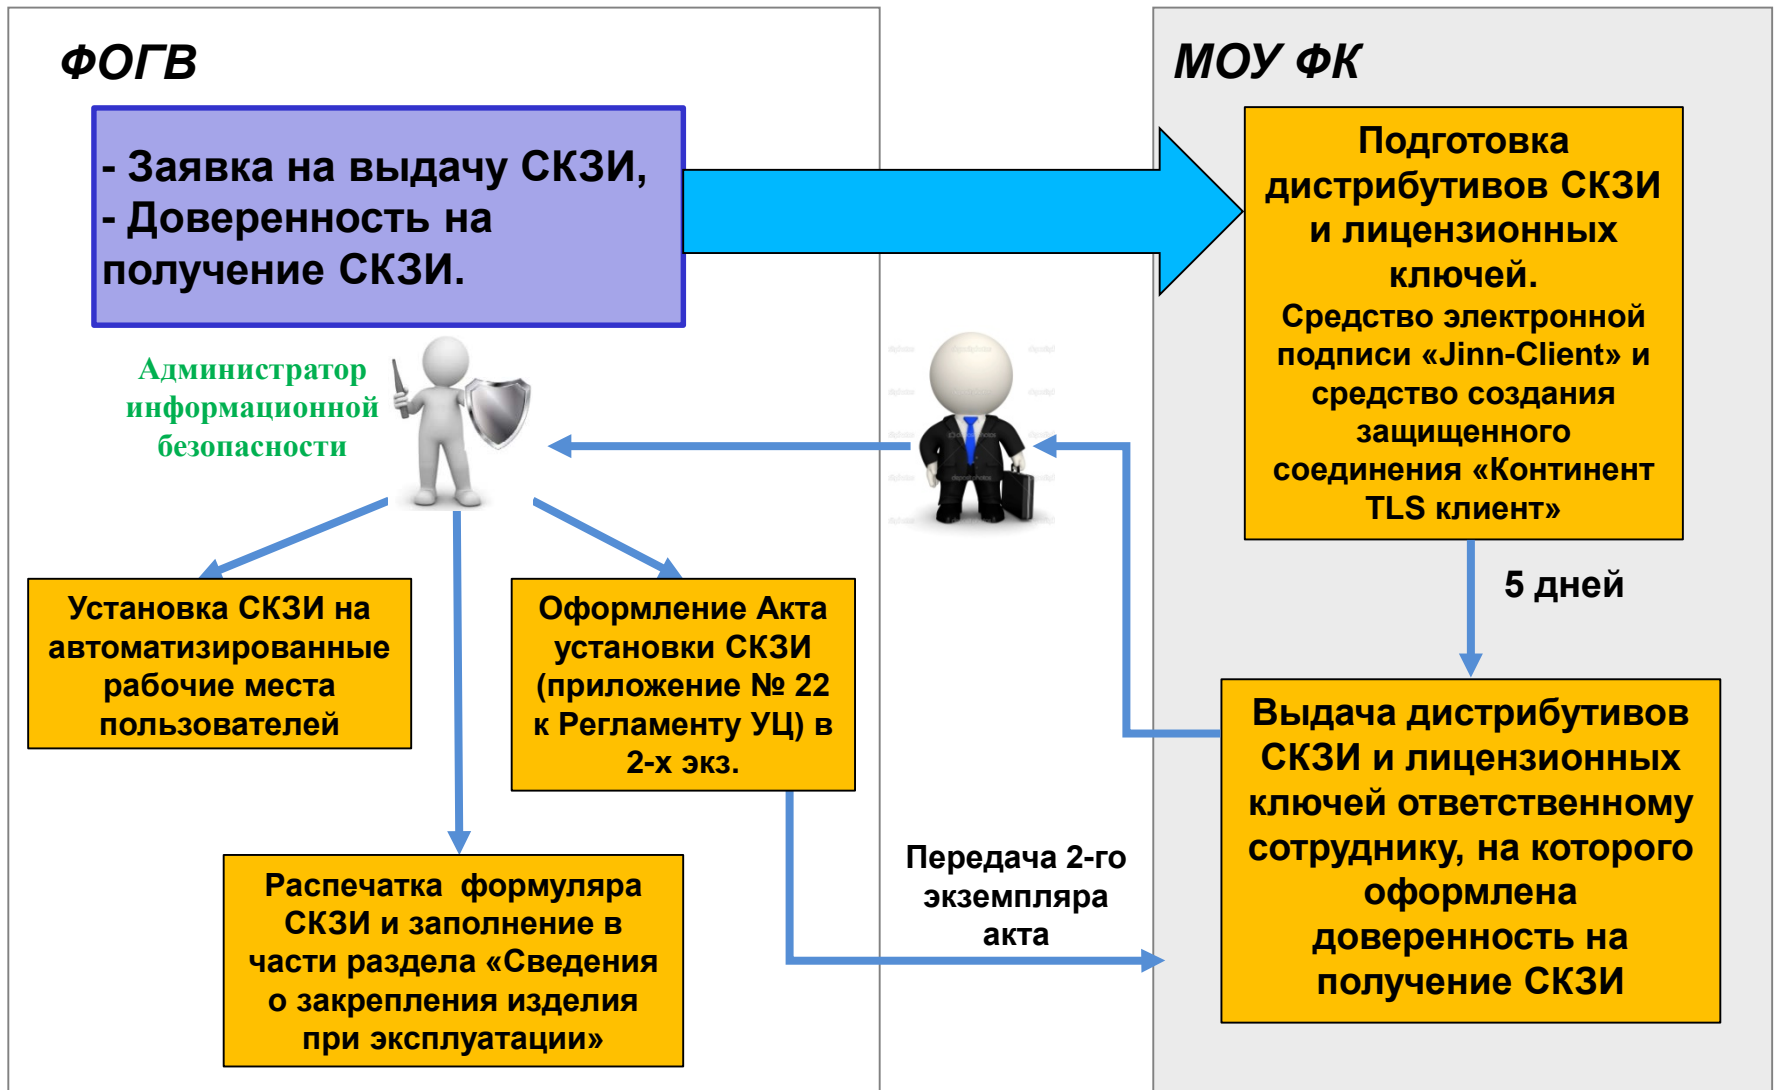 ФОГВ
- Заявка на выдачу СКЗИ,
- Доверенность на
получение СКЗИ.
Администратор
информационной
безопасности
Установка СКЗИ на
автоматизированные
рабочие места
пользователей
Оформление Акта
установки СКЗИ
(приложение № 22
к Регламенту УЦ) в
2-х экз.
Распечатка формуляра
СКЗИ и заполнение в
части раздела «Сведения
о закрепления изделия
при эксплуатации»
Передача 2-го
экземпляра
акта
МОУ ФК
Подготовка
дистрибутивов СКЗИ
и лицензионных
ключей.
Средство электронной
подписи «Jinn-Client» и
средство создания
защищенного
соединения «Континент
TLS клиент»
5 дней
Выдача дистрибутивов
СКЗИ и лицензионных
ключей ответственному
сотруднику, на которого
оформлена
доверенность на
получение СКЗИ